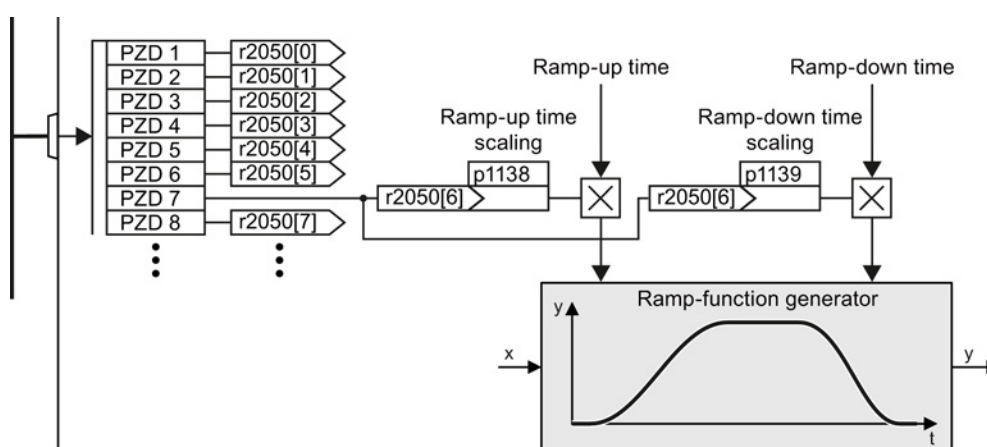 PZD 1 r2050[0]
PZD 2 r2050[1]
PZD 3 r2050[2]
PZD 4 r2050[3]
PZD 5 r2050[4]
PZD 6 r2050[5]
PZD 7
PZD 8 r2050[7]
Ramp-up time
Ramp-up time
scaling
p1138
r2050[6]
Ramp-down time
Ramp-down time
scaling
p1139
r2050[6]
Ramp-function generator
y
t
x
y